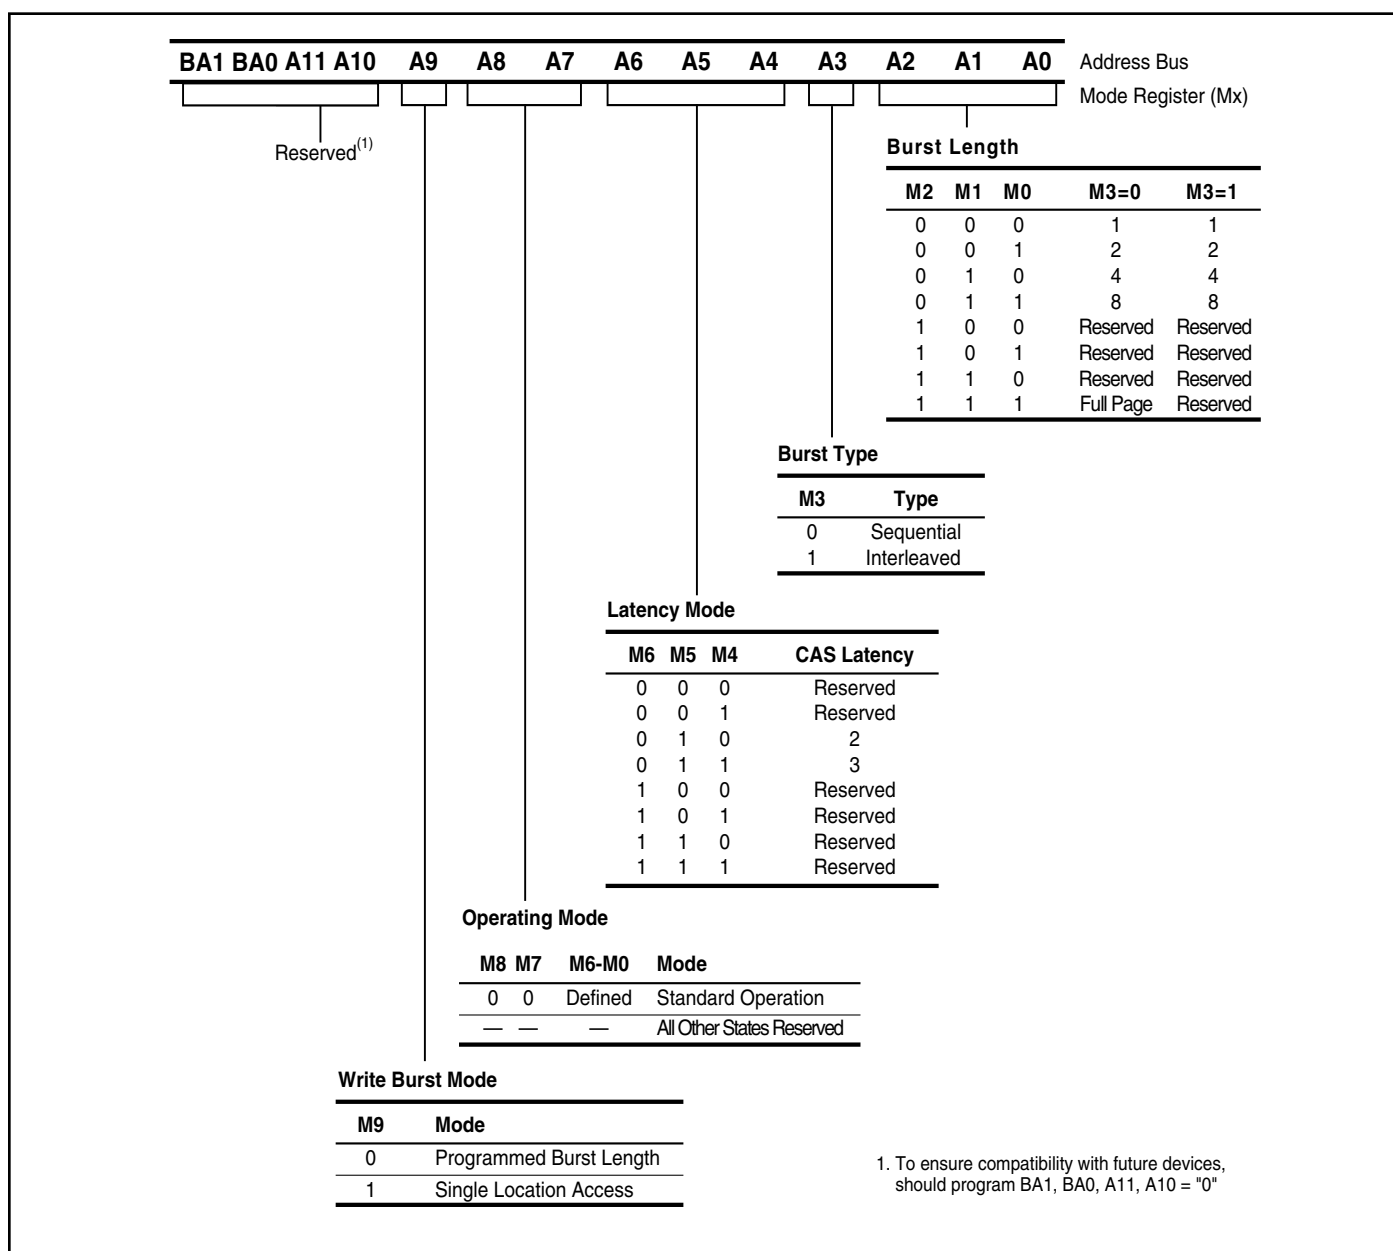 BA1 BA0 A11 A10 A9 A8 A7 A6 A5 A4 A3 A2 A1 A0 Address Bus
Mode Register (Mx)
Reserved(1)
Burst Length
M2 M1 M0 M3=0 M3=1
0 0 0 1 1
0 0 1 2 2
0 1 0 4 4
0 1 1 8 8
1 0 0 Reserved Reserved
1 0 1 Reserved Reserved
1 1 0 Reserved Reserved
1 1 1 Full Page Reserved
Burst Type
M3 Type
0 Sequential
1 Interleaved
Latency Mode
M6 M5 M4 CAS Latency
0 0 0 Reserved
0 0 1 Reserved
0 1 0 2
0 1 1 3
1 0 0 Reserved
1 0 1 Reserved
1 1 0 Reserved
1 1 1 Reserved
Operating Mode
M8 M7 M6-M0 Mode
0 0 Defined Standard Operation
— — — All Other States Reserved
Write Burst Mode
M9 Mode
0 Programmed Burst Length
1 Single Location Access
1. To ensure compatibility with future devices,
should program BA1, BA0, A11, A10 = "0"